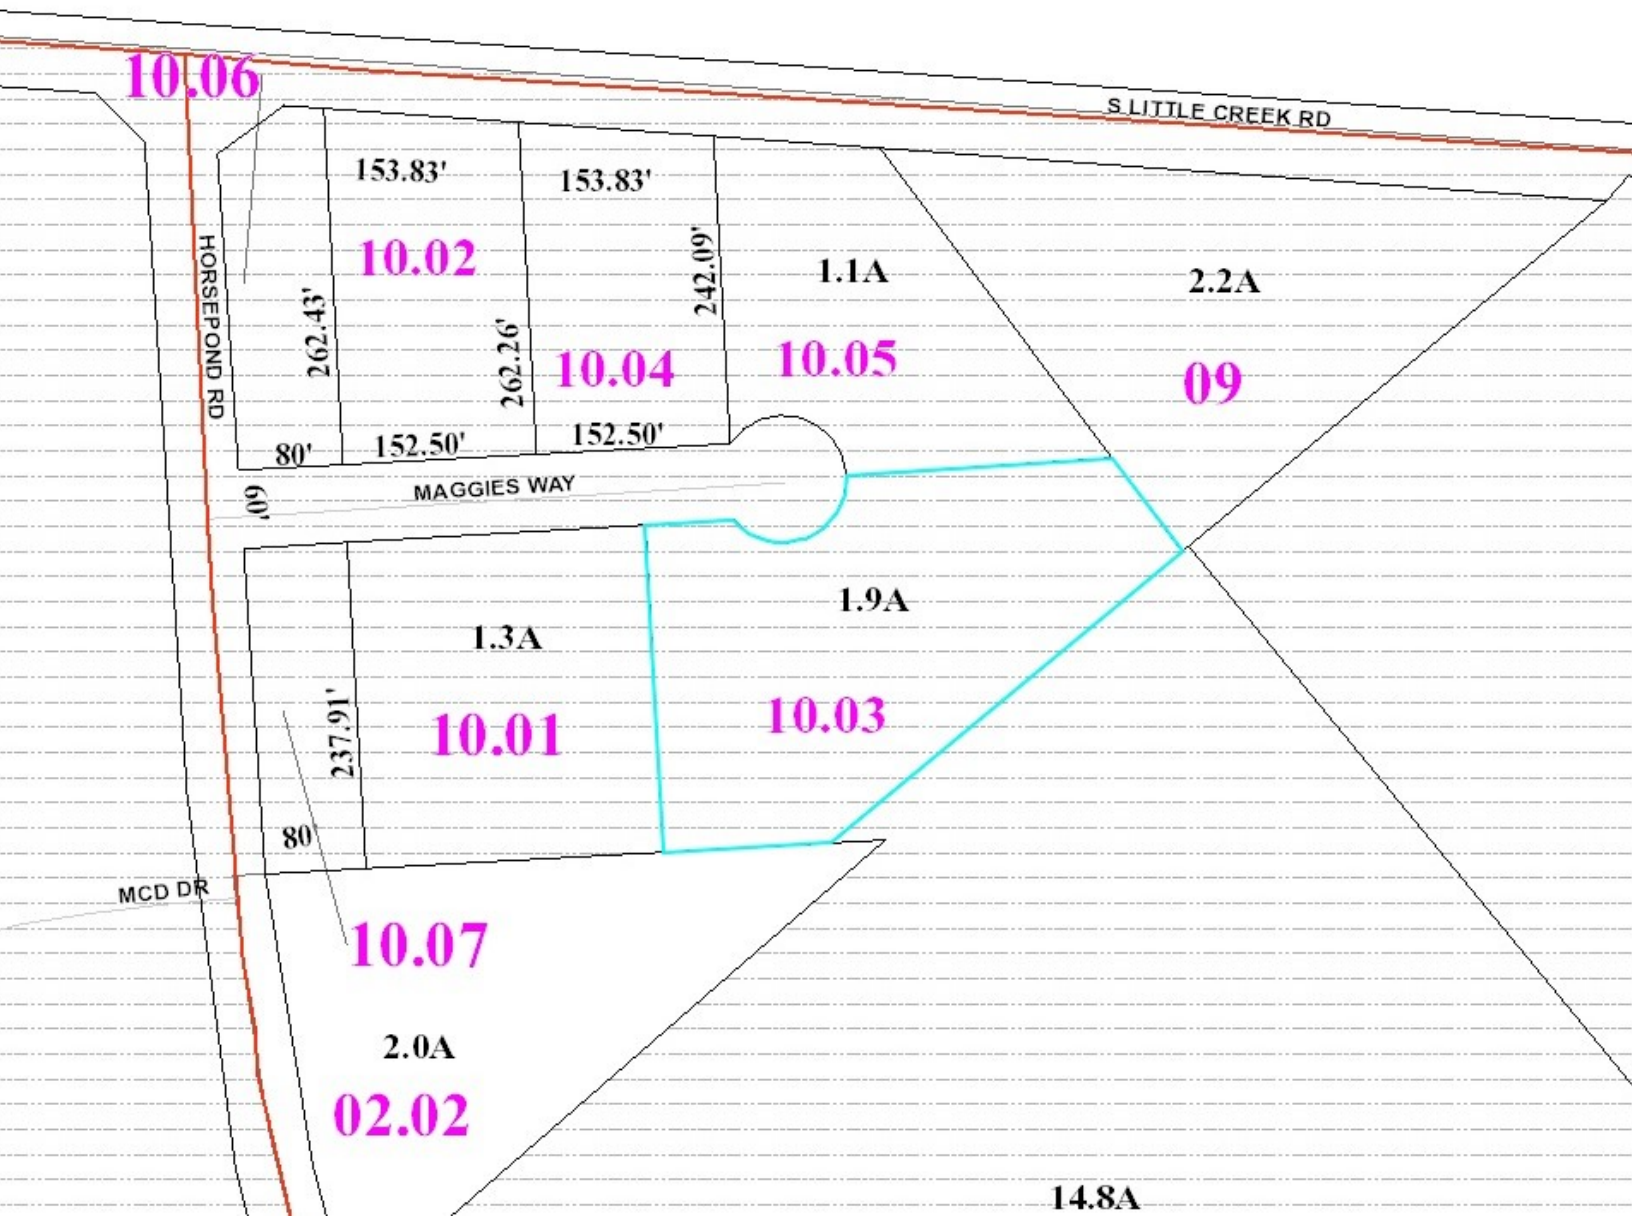 10.06
S LITTLE CREEK RD
153.83'
153.83'
HORSEPOND RD
10.02
262.43'
262.26'
242.09'
10.04
1.1A
10.05
2.2A
09
80'
152.50'
152.50'
60'
MAGGIES WAY
1.3A
10.01
237.91'
80'
1.9A
10.03
MCD DR
10.07
2.0A
02.02
14.8A